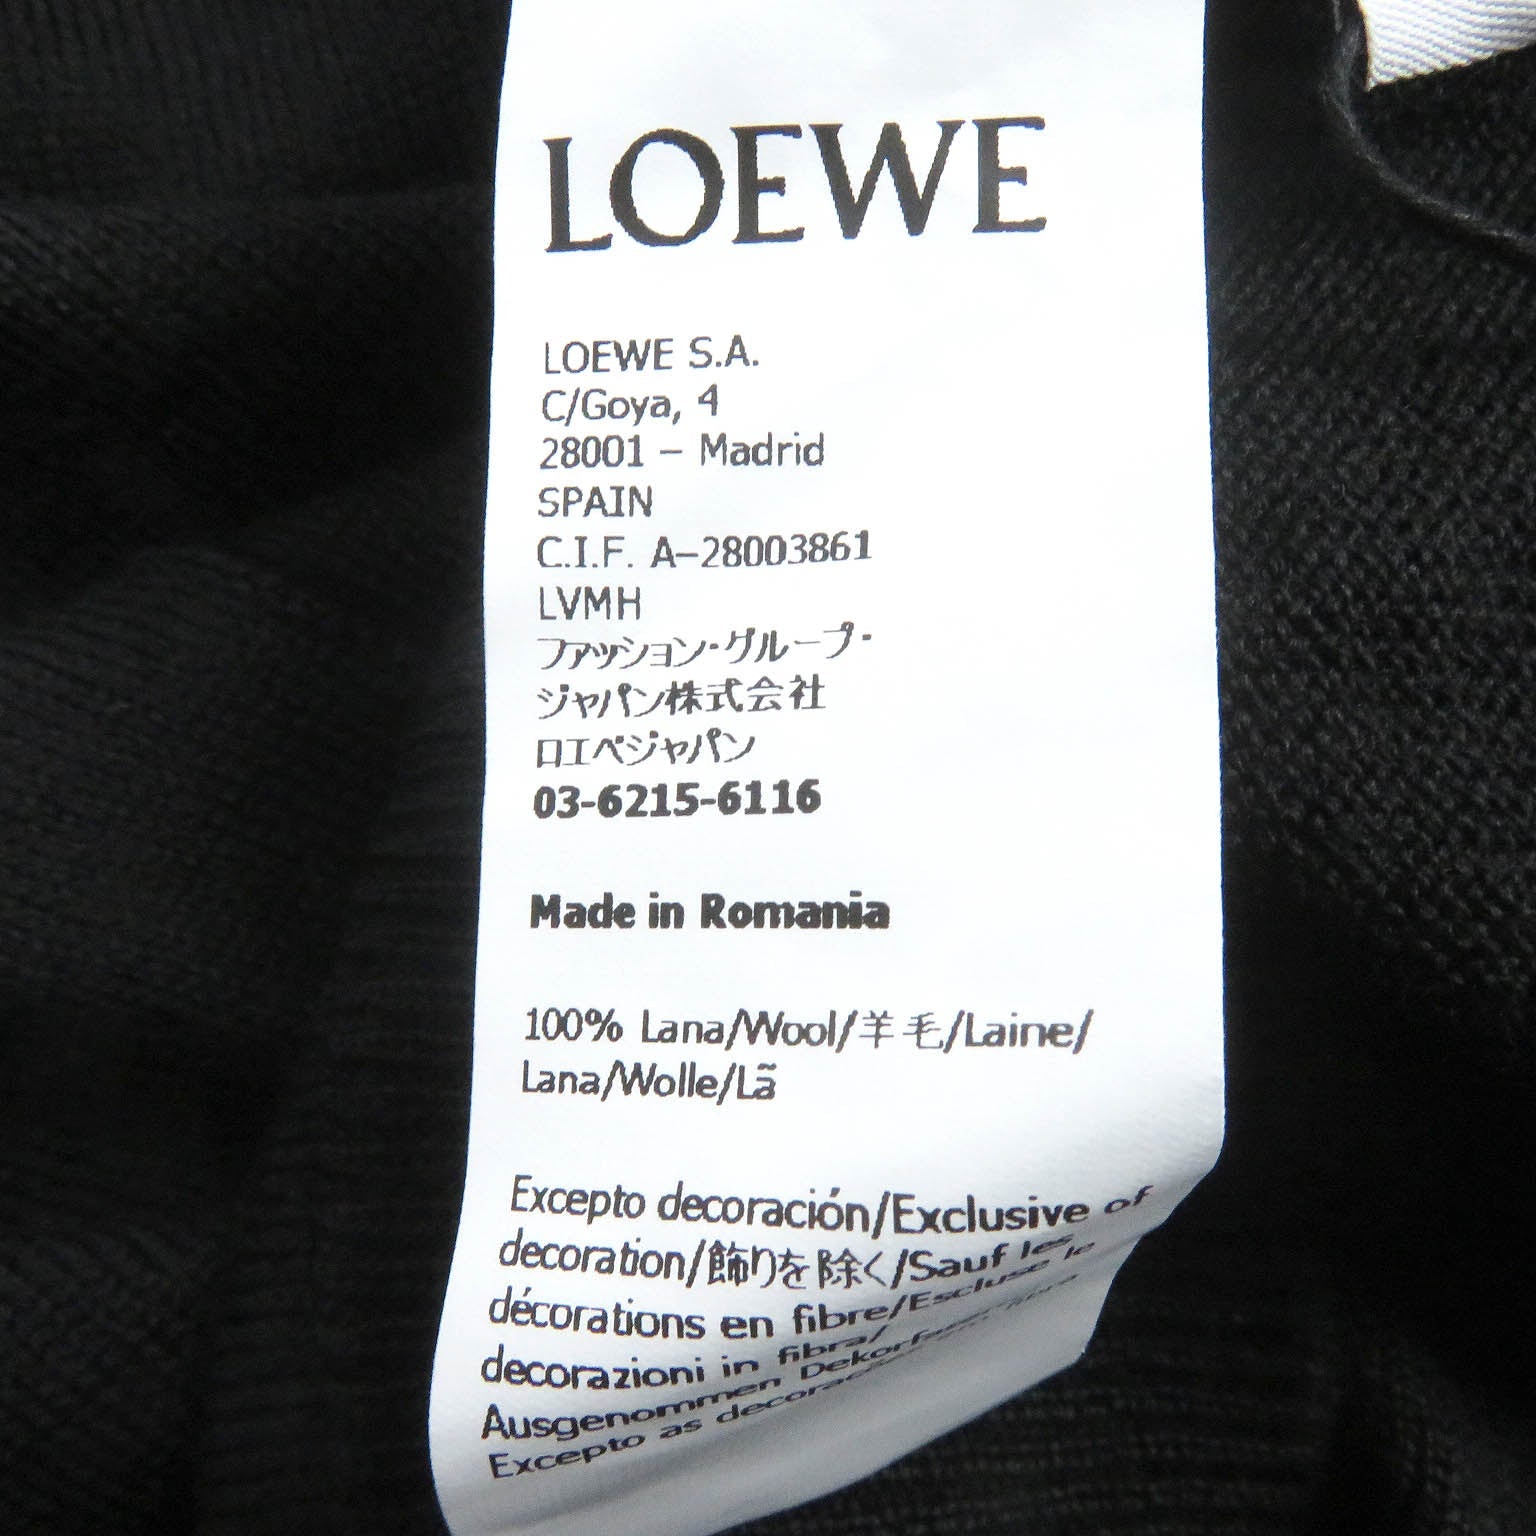 LOEWE
LOEWE S.A.
C/Goya, 4
28001 – Madrid
SPAIN
C.I.F. A–28003861
LVMH
ファッション・グループ・
ジャパン株式会社
ロエベジャパン
03-6215-6116
Made in Romania
100% Lana/Wool/羊毛/Laine/
Lana/Wolle/Lã
Excepto decoración/Exclusive of
decoration/飾りを除く/Sauf les
décorations en fibre/Escluse le
decorazioni in fibra/
Ausgenommen
Excepto as